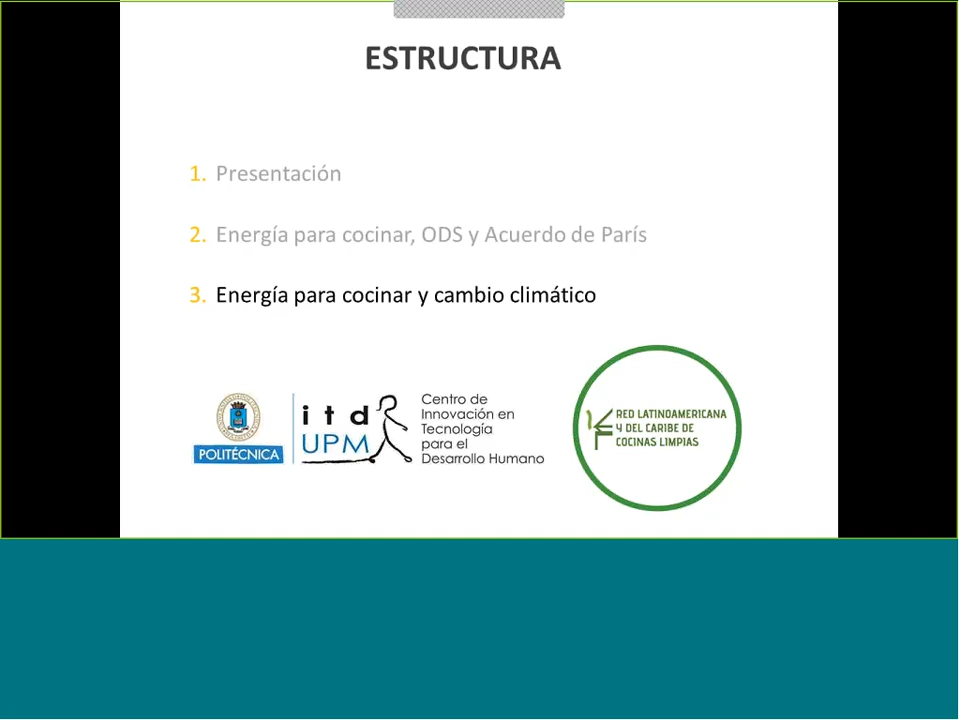 ESTRUCTURA
1. Presentación
2. Energía para cocinar, ODS y Acuerdo de París
3. Energía para cocinar y cambio climático
POLITÉCNICA
itd
UPM
Centro de
Innovación en
Tecnología
para el
Desarrollo Humano
RED LATINOAMERICANA
Y DEL CARIBE DE
COCINAS LIMPIAS